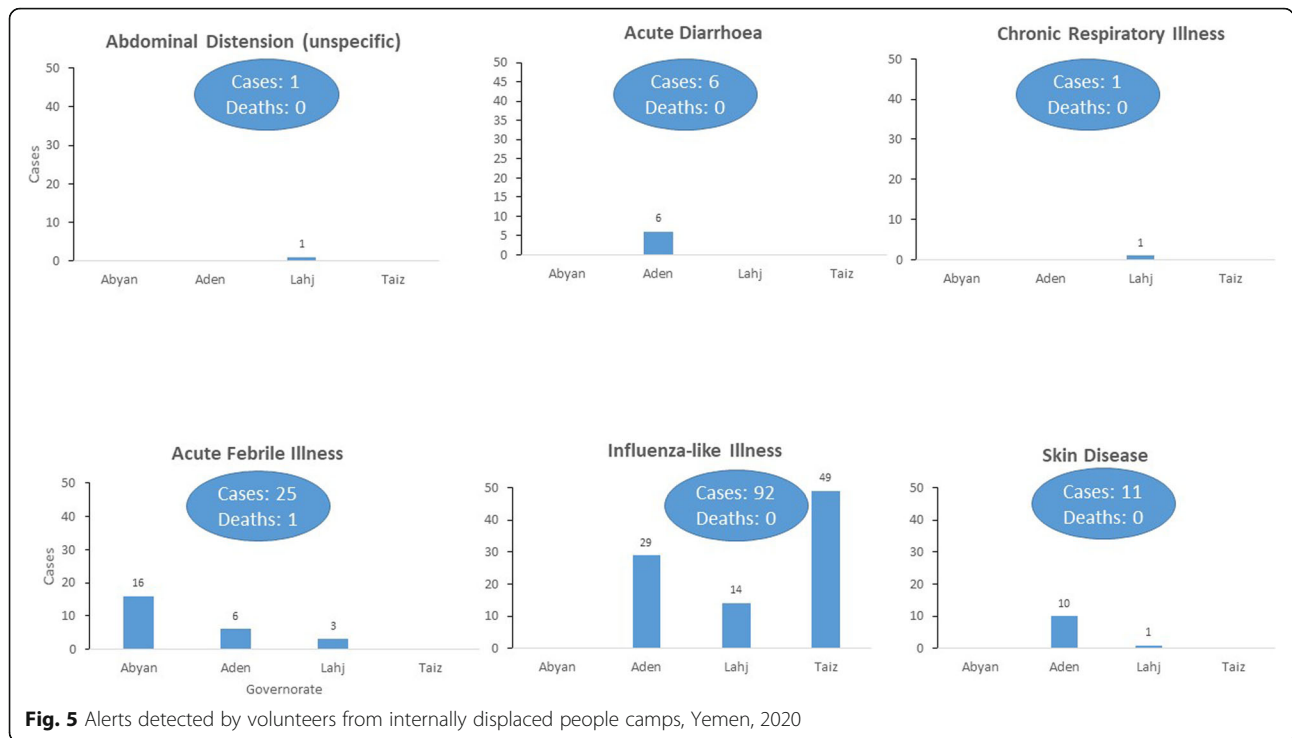 Abdominal Distension (unspecific)
Cases: 1
Deaths: 0
50
40
30
20
10
0
Cases
1
Abyan Aden Lahj Taiz
Acute Diarrhoea
Cases: 6
Deaths: 0
50
45
40
35
30
25
20
15
10
5
0
6
Abyan Aden Lahj Taiz
Chronic Respiratory Illness
Cases: 1
Deaths: 0
50
40
30
20
10
0
1
Abyan Aden Lahj Taiz
Acute Febrile Illness
Cases: 25
Deaths: 1
50
40
30
20
10
0
Cases
16
6
3
Abyan Aden Lahj Taiz
Governorate
Influenza-like Illness
Cases: 92
Deaths: 0
50
40
30
20
10
0
29
14
49
Abyan Aden Lahj Taiz
Skin Disease
Cases: 11
Deaths: 0
50
40
30
20
10
0
10
1
Abyan Aden Lahj Taiz
Fig. 5 Alerts detected by volunteers from internally displaced people camps, Yemen, 2020